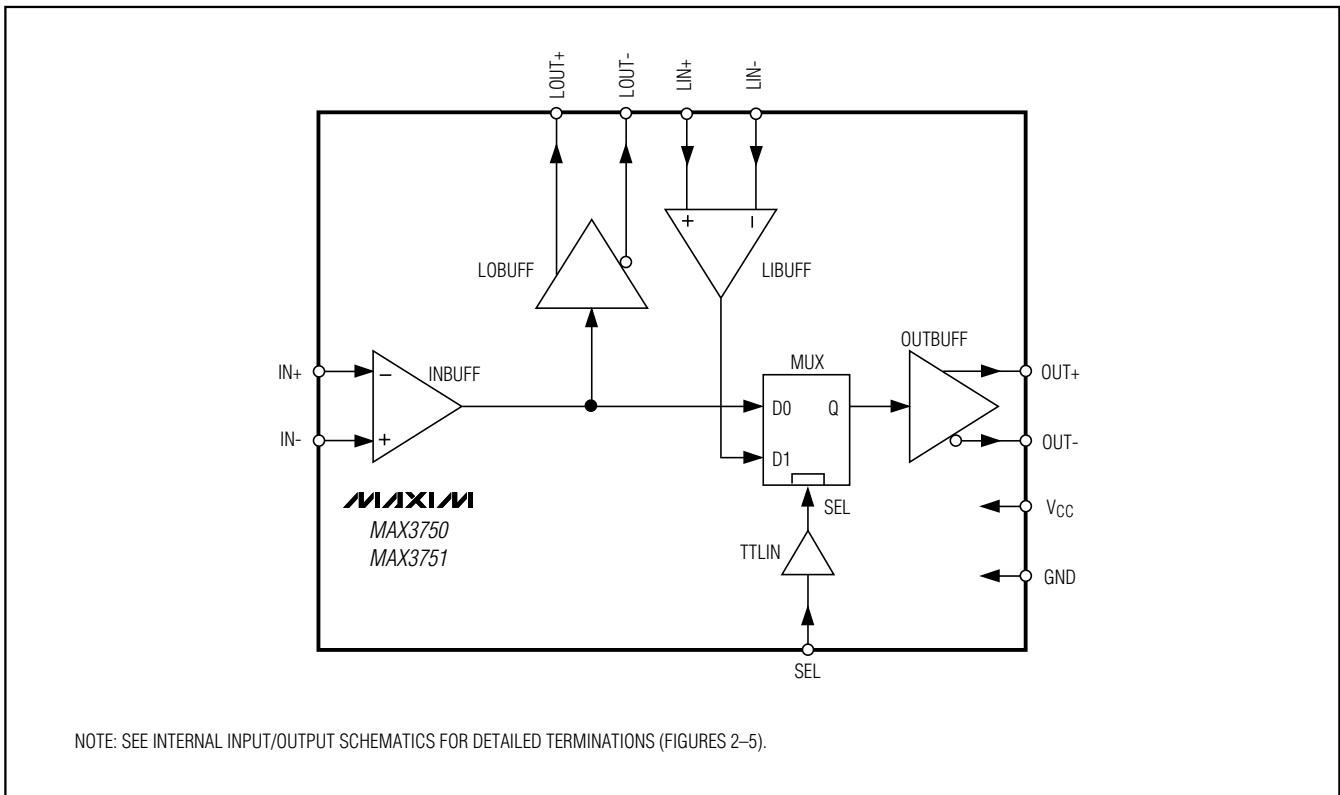 LOUT+
LOUT-
LIN+
LIN-
+
−
LOBUFF
LIBUFF
OUTBUFF
MUX
IN+
−
INBUFF
OUT+
D0
Q
IN-
+
OUT-
D1
MAXIM
SEL
VCC
MAX3750
MAX3751
TTLIN
GND
SEL
NOTE: SEE INTERNAL INPUT/OUTPUT SCHEMATICS FOR DETAILED TERMINATIONS (FIGURES 2–5).